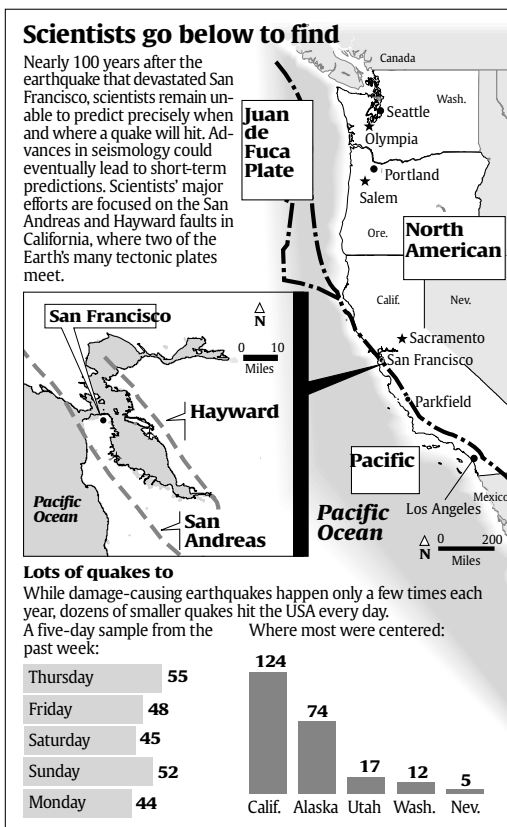 Scientists go below to find
Nearly 100 years after the
earthquake that devastated San
Francisco, scientists remain un-
able to predict precisely when
and where a quake will hit. Ad-
vances in seismology could
eventually lead to short-term
predictions. Scientists' major
efforts are focused on the San
Andreas and Hayward faults in
California, where two of the
Earth's many tectonic plates
meet.
Canada
Juan
de
Fuca
Plate
Wash.
Seattle
Olympia
Portland
Salem
Ore.
North
American
Calif.
Nev.
Sacramento
San Francisco
Parkfield
Pacific
Los Angeles
Mexico
Pacific
Ocean
N
0 200
Miles
San Francisco
N
0 10
Miles
Hayward
San
Andreas
Pacific
Ocean
Lots of quakes to
While damage-causing earthquakes happen only a few times each
year, dozens of smaller quakes hit the USA every day.
A five-day sample from the
past week:
Thursday 55
Friday 48
Saturday 45
Sunday 52
Monday 44
Where most were centered:
124
74
17
12
5
Calif. Alaska Utah Wash. Nev.